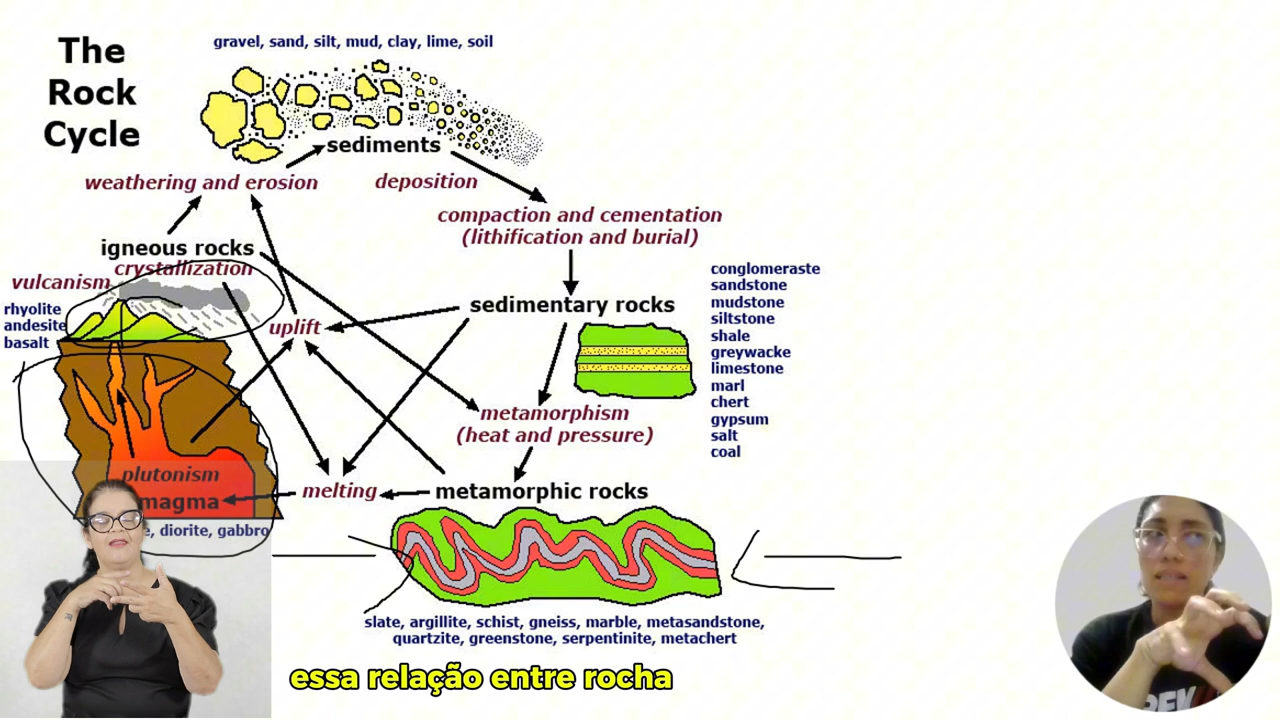 The
Rock
Cycle
gravel, sand, silt, mud, clay, lime, soil
sediments
weathering and erosion
deposition
compaction and cementation
(lithification and burial)
igneous rocks
crystallization
vulcanism
rhyolite
andesite
basalt
uplift
sedimentary rocks
conglomeraste
sandstone
mudstone
siltstone
shale
greywacke
limestone
marl
chert
gypsum
salt
coal
metamorphism
(heat and pressure)
plutonism
magma
melting
metamorphic rocks
diorite, gabbro
slate, argillite, schist, gneiss, marble, metasandstone,
quartzite, greenstone, serpentinite, metachert
essa relação entre rocha